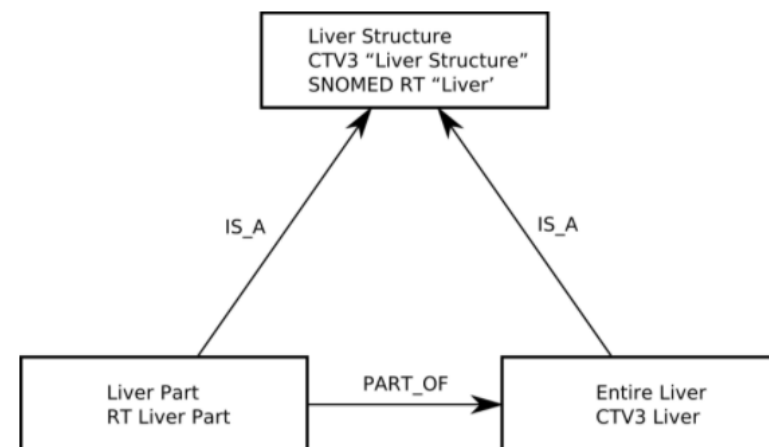 Liver Structure
CTV3 “Liver Structure”
SNOMED RT “Liver’
IS_A
IS_A
Liver Part
RT Liver Part
PART_OF
Entire Liver
CTV3 Liver